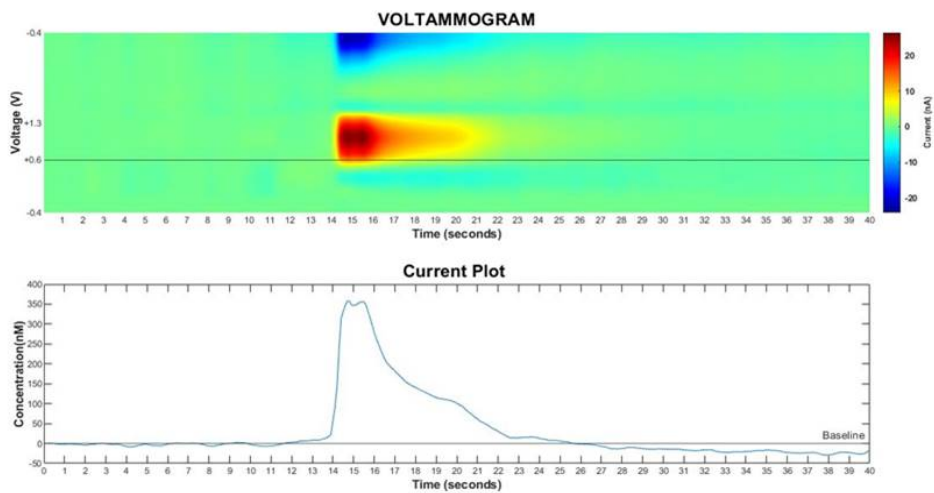 VOLTAMMOGRAM
-0.4
+1.3
+0.6
-0.4
Voltage (V)
1 2 3 4 5 6 7 8 9 10 11 12 13 14 15 16 17 18 19 20 21 22 23 24 25 26 27 28 29 30 31 32 33 34 35 36 37 38 39 40
Time (seconds)
20
10
0
-10
-20
Current (nA)
Current Plot
400
350
300
250
200
150
100
50
0
-50
Concentration(nM)
Baseline
0 1 2 3 4 5 6 7 8 9 10 11 12 13 14 15 16 17 18 19 20 21 22 23 24 25 26 27 28 29 30 31 32 33 34 35 36 37 38 39 40
Time (seconds)